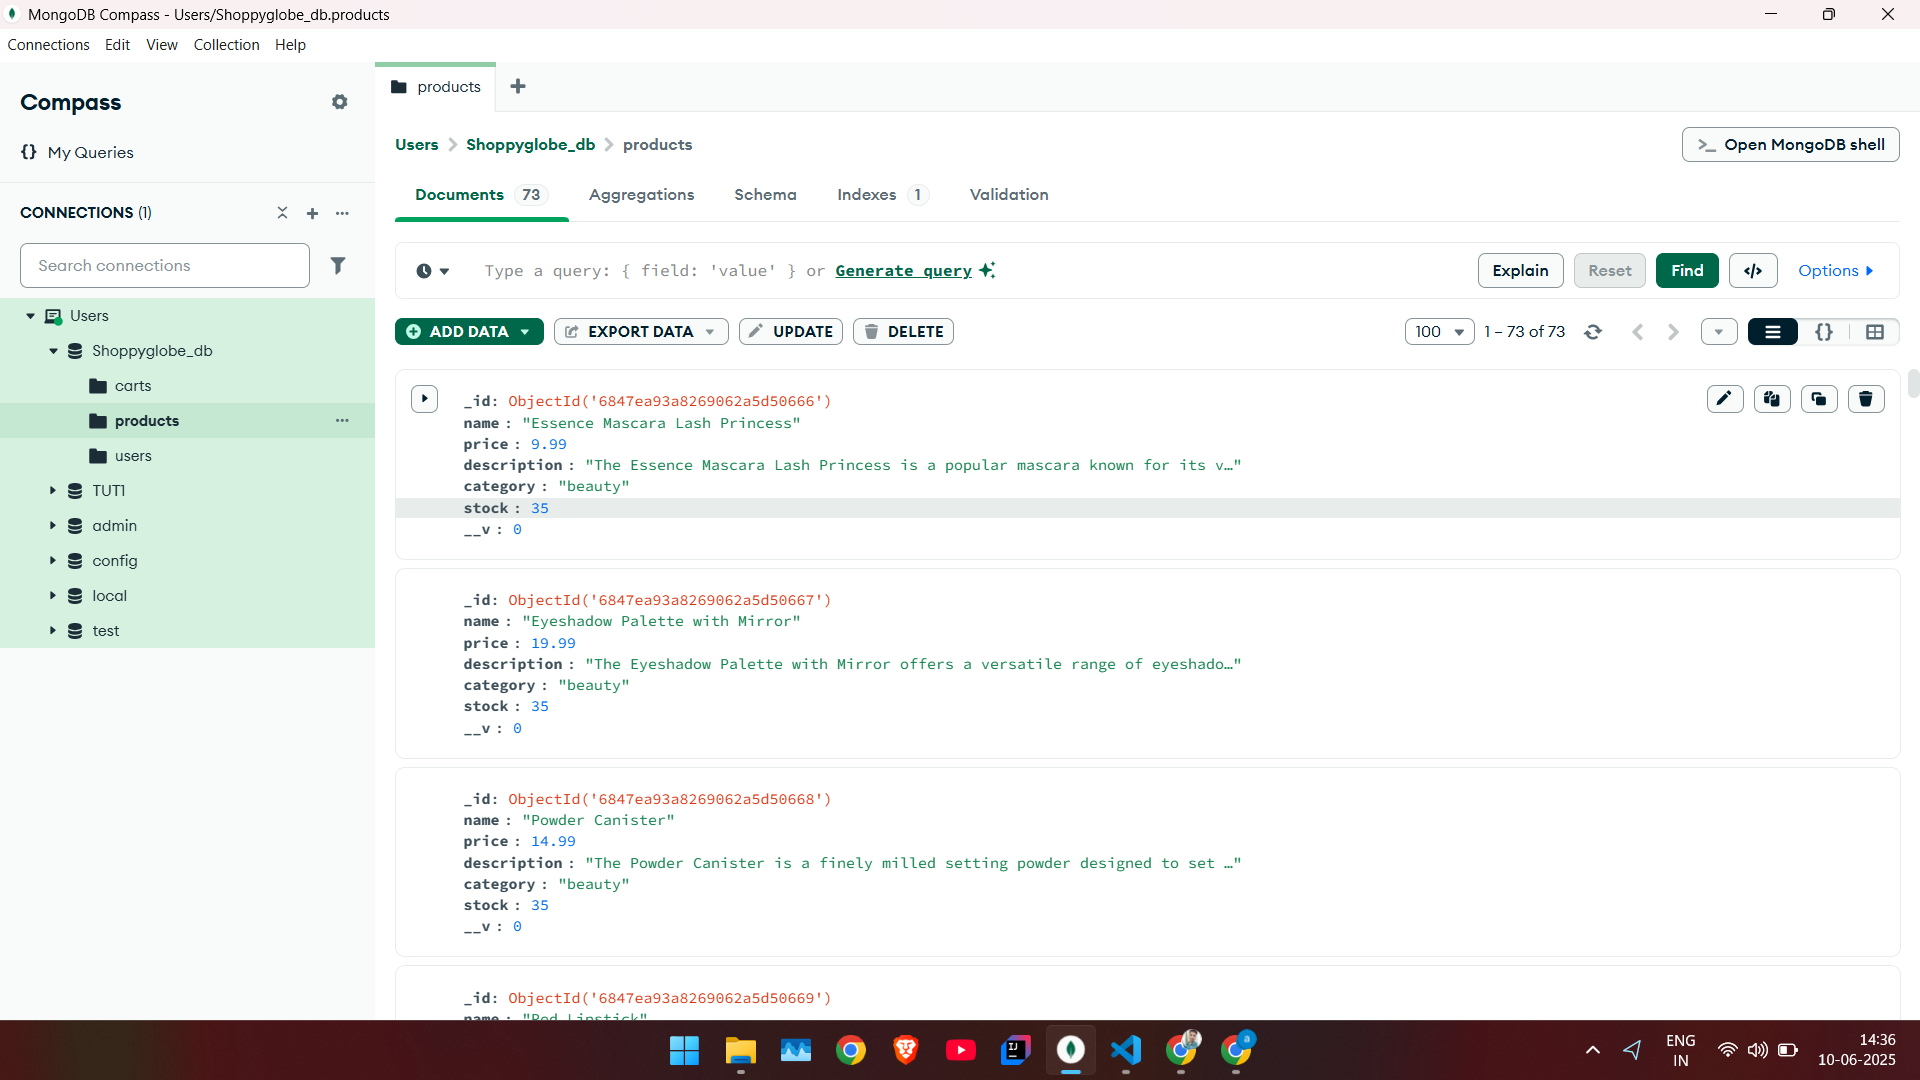 MongoDB Compass - Users/Shoppyglobe_db.products
Connections Edit View Collection Help
Compass
{} My Queries
CONNECTIONS (1)
Search connections
Users
Shoppyglobe_db
carts
products
users
TUT1
admin
config
local
test
products
Users > Shoppyglobe_db > products
>_ Open MongoDB shell
Documents 73 Aggregations Schema Indexes 1 Validation
Type a query: { field: 'value' } or Generate query
Explain Reset Find </> Options
ADD DATA EXPORT DATA UPDATE DELETE
100 1 – 73 of 73 {}
_id: ObjectId('6847ea93a8269062a5d50666')
name : "Essence Mascara Lash Princess"
price : 9.99
description : "The Essence Mascara Lash Princess is a popular mascara known for its v…"
category : "beauty"
stock : 35
__v : 0
_id: ObjectId('6847ea93a8269062a5d50667')
name : "Eyeshadow Palette with Mirror"
price : 19.99
description : "The Eyeshadow Palette with Mirror offers a versatile range of eyeshado…"
category : "beauty"
stock : 35
__v : 0
_id: ObjectId('6847ea93a8269062a5d50668')
name : "Powder Canister"
price : 14.99
description : "The Powder Canister is a finely milled setting powder designed to set …"
category : "beauty"
stock : 35
__v : 0
_id: ObjectId('6847ea93a8269062a5d50669')
name : "Red Lipstick"
IJ
a
ENG
IN
14:36
10-06-2025